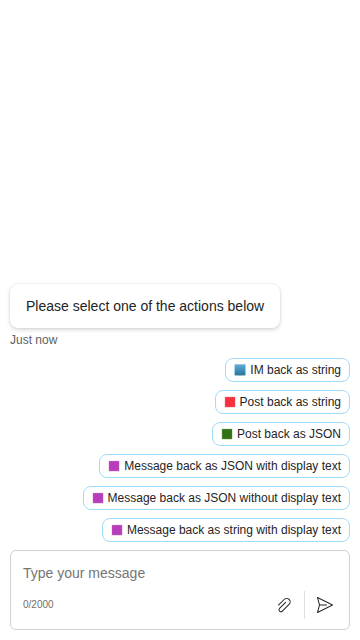 Please select one of the actions below
Just now
IM back as string
Post back as string
Post back as JSON
Message back as JSON with display text
Message back as JSON without display text
Message back as string with display text
Type your message
0/2000